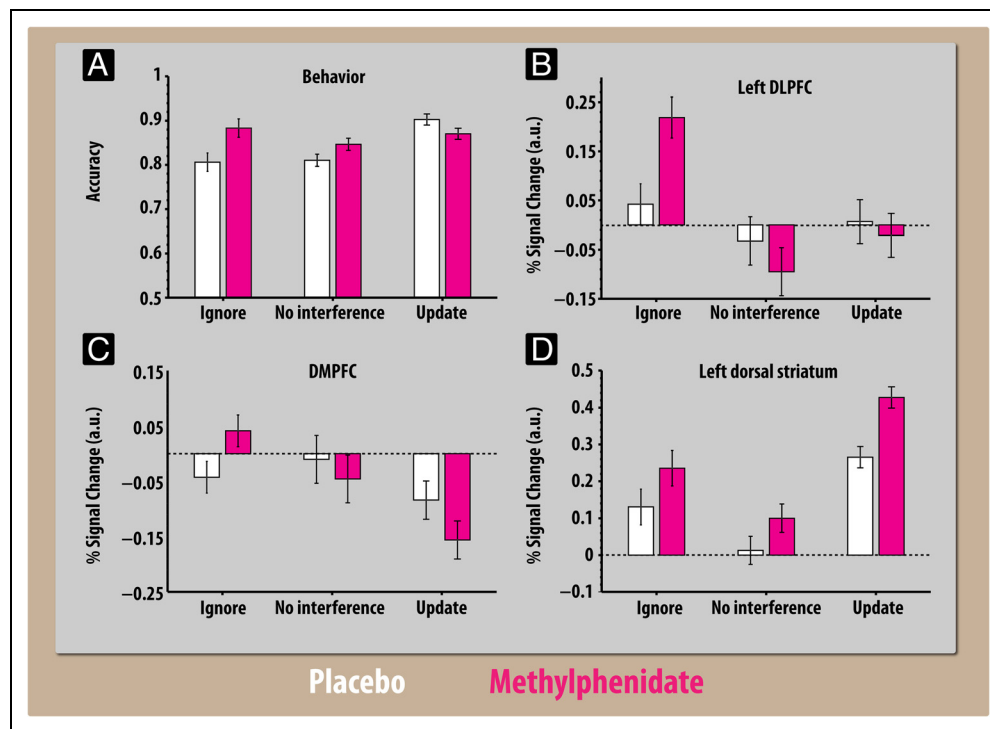 A
Behavior
Accuracy
1
0.9
0.8
0.7
0.6
0.5
Ignore No interference Update
B
Left DLPFC
% Signal Change (a.u.)
0.25
0.15
0.05
−0.05
−0.15
Ignore No interference Update
C
DMPFC
% Signal Change (a.u.)
0.15
0.05
−0.05
−0.15
−0.25
Ignore No interference Update
D
Left dorsal striatum
% Signal Change (a.u.)
0.5
0.4
0.3
0.2
0.1
0
−0.1
Ignore No interference Update
Placebo Methylphenidate